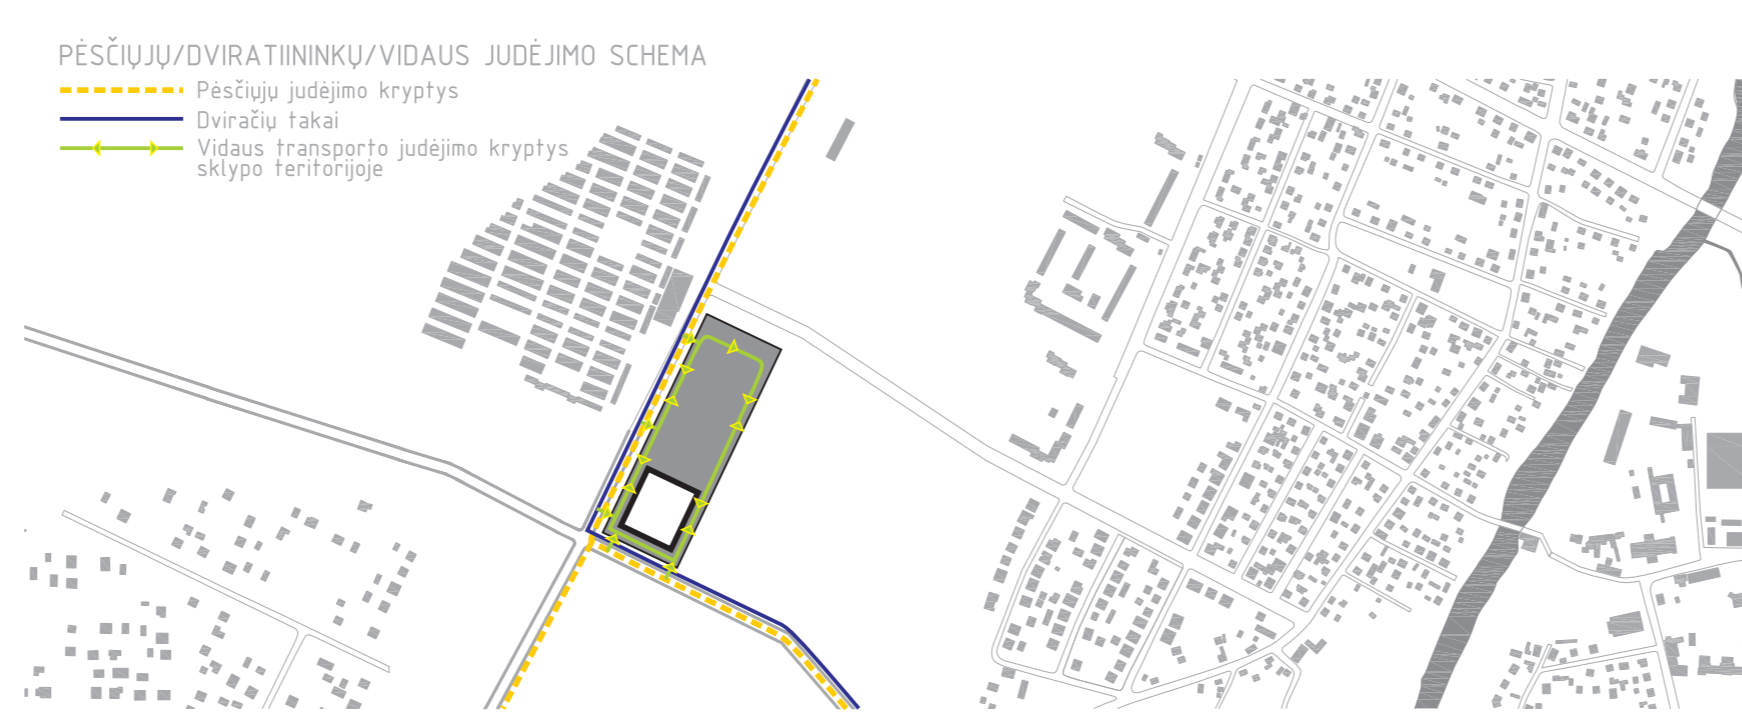 PĖSČIŲJŲ/DVIRATIININKŲ/VIDAUS JUDĖJIMO SCHEMA
Pėsčiųjų judėjimo kryptys
Dviračių takai
Vidaus transporto judėjimo kryptys
sklypo teritorijoje